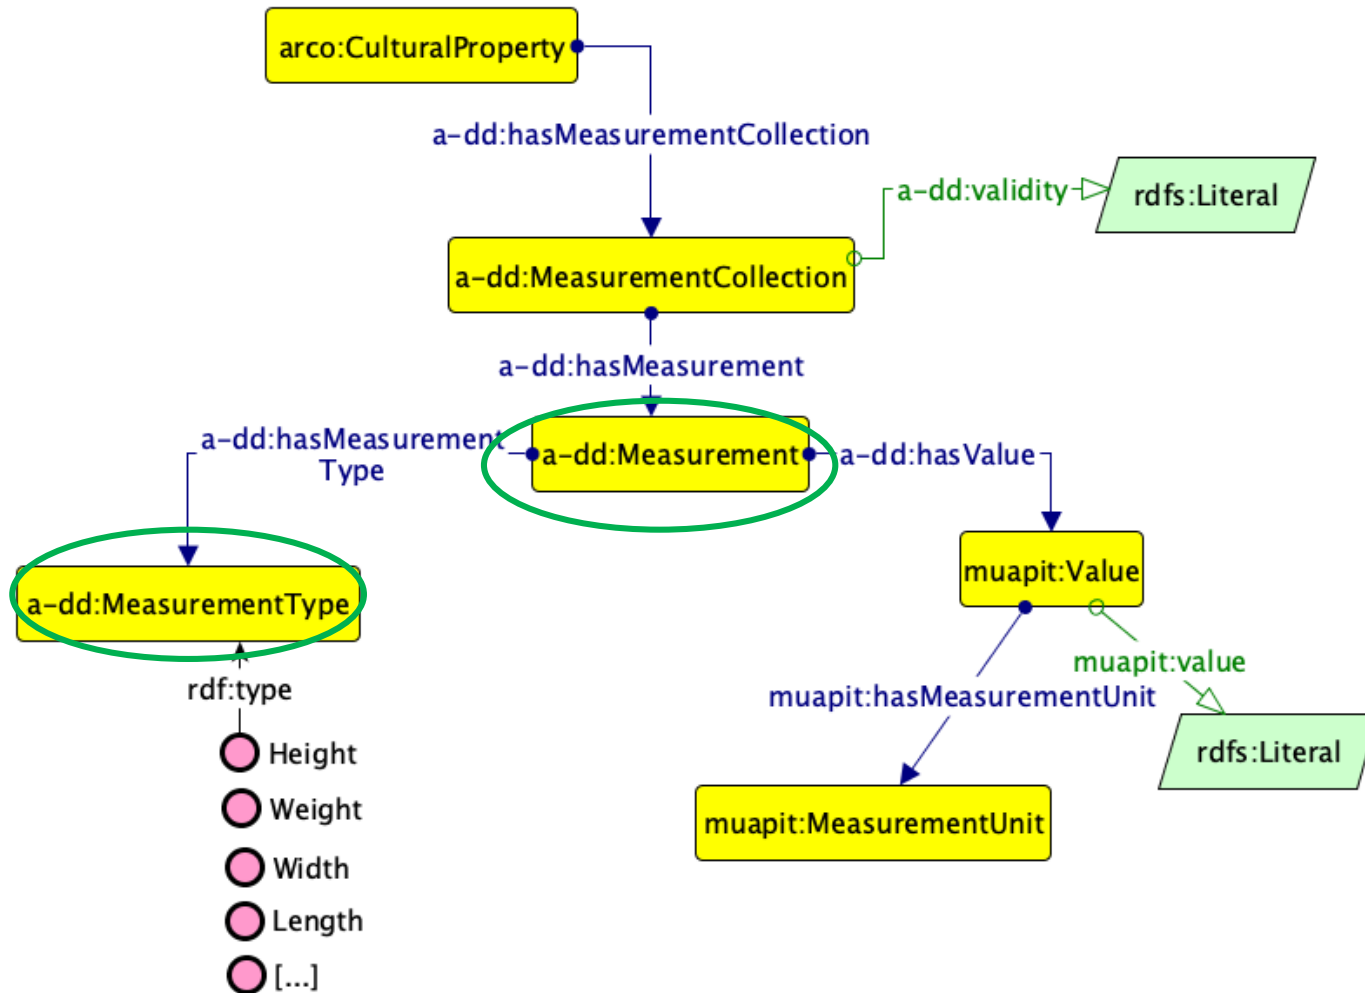 arco:CulturalProperty
a-dd:hasMeasurementCollection
a-dd:validity
rdfs:Literal
a-dd:MeasurementCollection
a-dd:hasMeasurement
a-dd:hasMeasurement
Type
a-dd:Measurement
a-dd:hasValue
a-dd:MeasurementType
muapit:Value
rdf:type
muapit:value
muapit:hasMeasurementUnit
rdfs:Literal
Height
Weight
muapit:MeasurementUnit
Width
Length
[...]